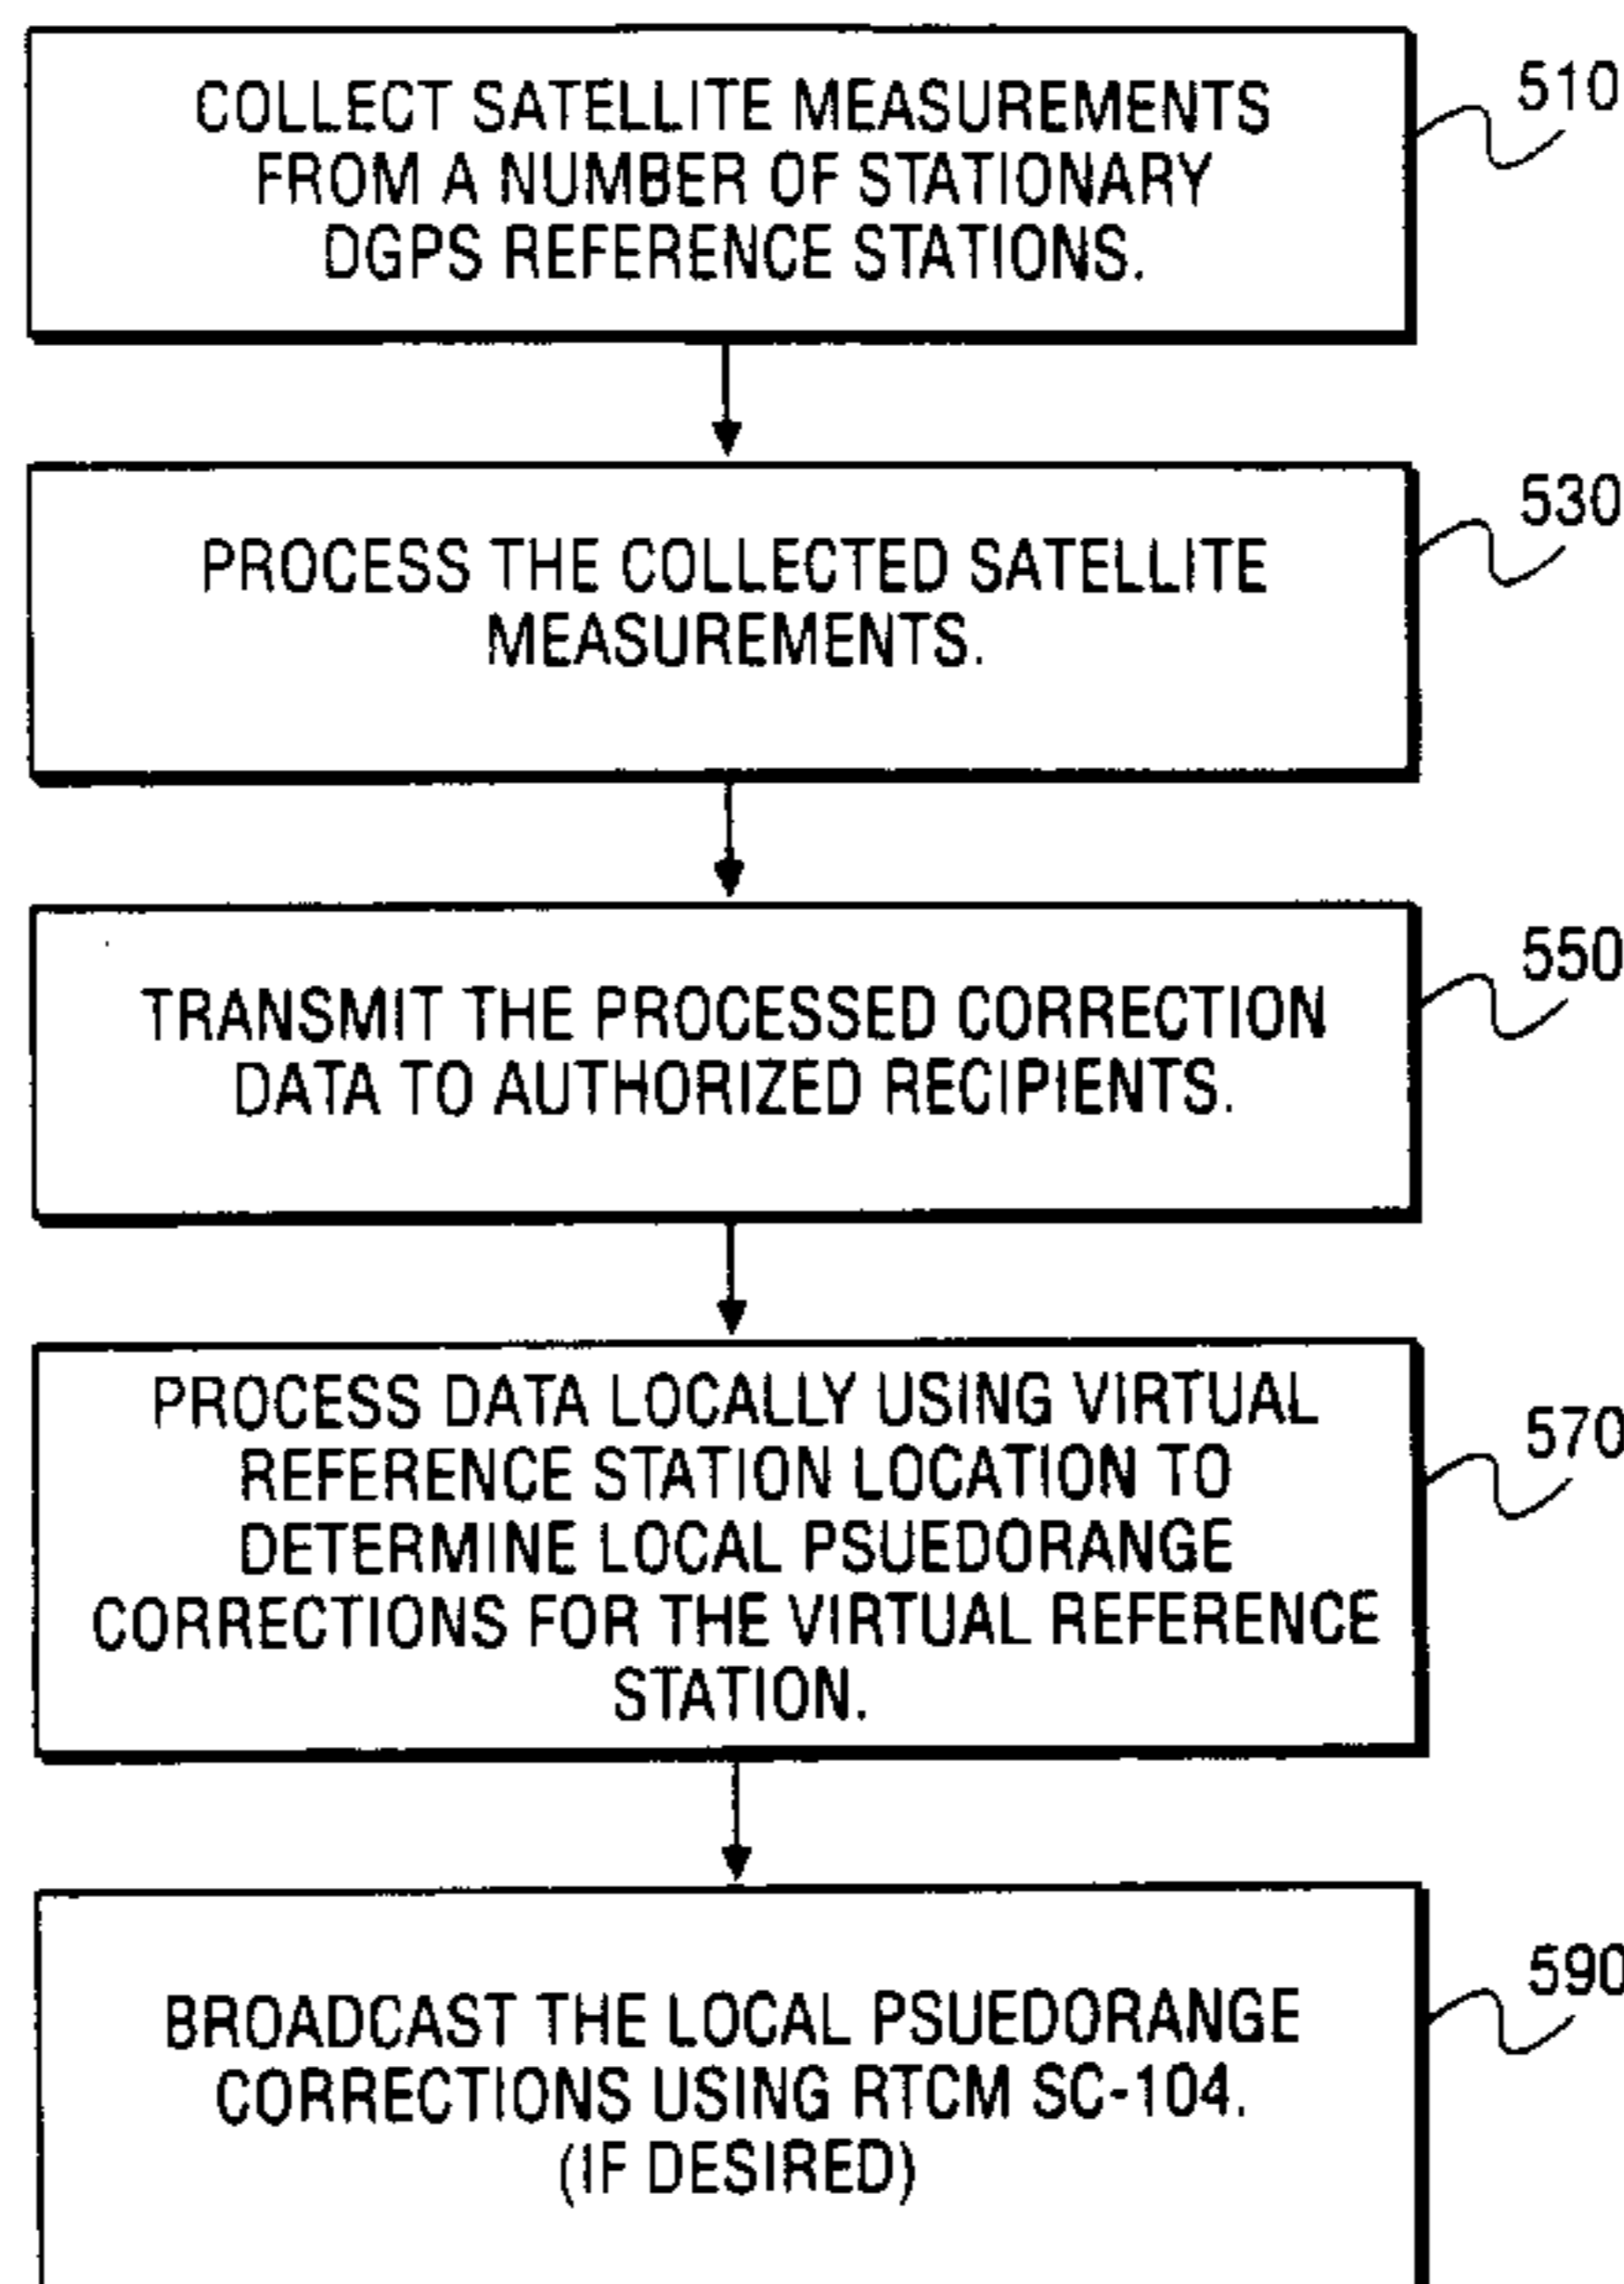 COLLECT SATELLITE MEASUREMENTS
FROM A NUMBER OF STATIONARY
DGPS REFERENCE STATIONS.
510
PROCESS THE COLLECTED SATELLITE
MEASUREMENTS.
530
TRANSMIT THE PROCESSED CORRECTION
DATA TO AUTHORIZED RECIPIENTS.
550
PROCESS DATA LOCALLY USING VIRTUAL
REFERENCE STATION LOCATION TO
DETERMINE LOCAL PSUEDORANGE
CORRECTIONS FOR THE VIRTUAL REFERENCE
STATION.
570
BROADCAST THE LOCAL PSUEDORANGE
CORRECTIONS USING RTCM SC-104.
(IF DESIRED)
590